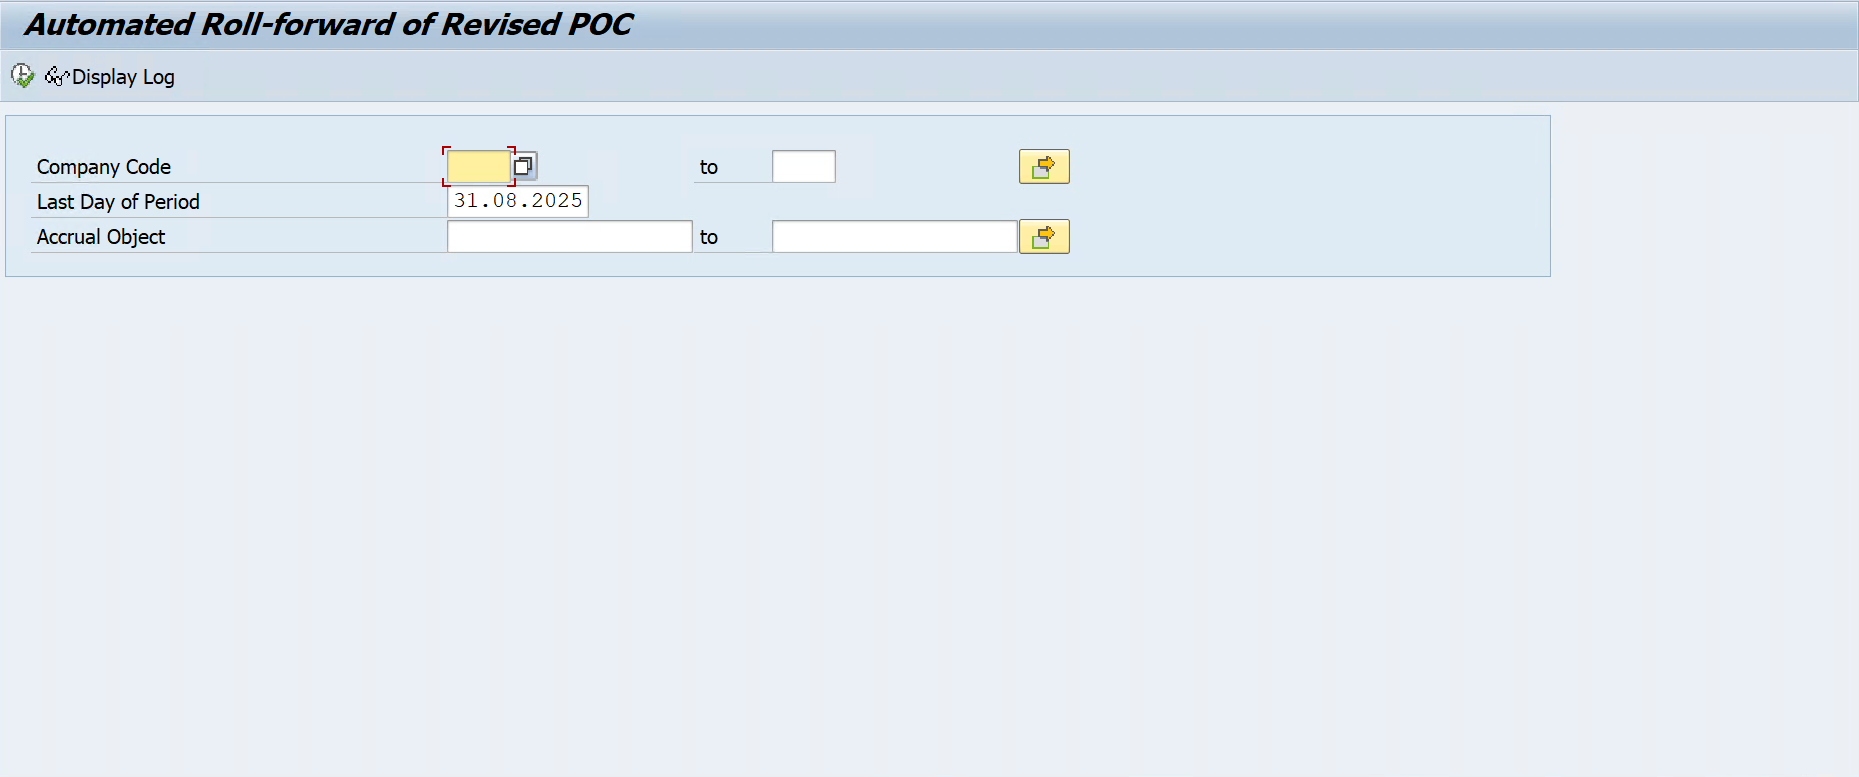 Automated Roll-forward of Revised POC
Display Log
Company Code to
Last Day of Period 31.08.2025
Accrual Object to